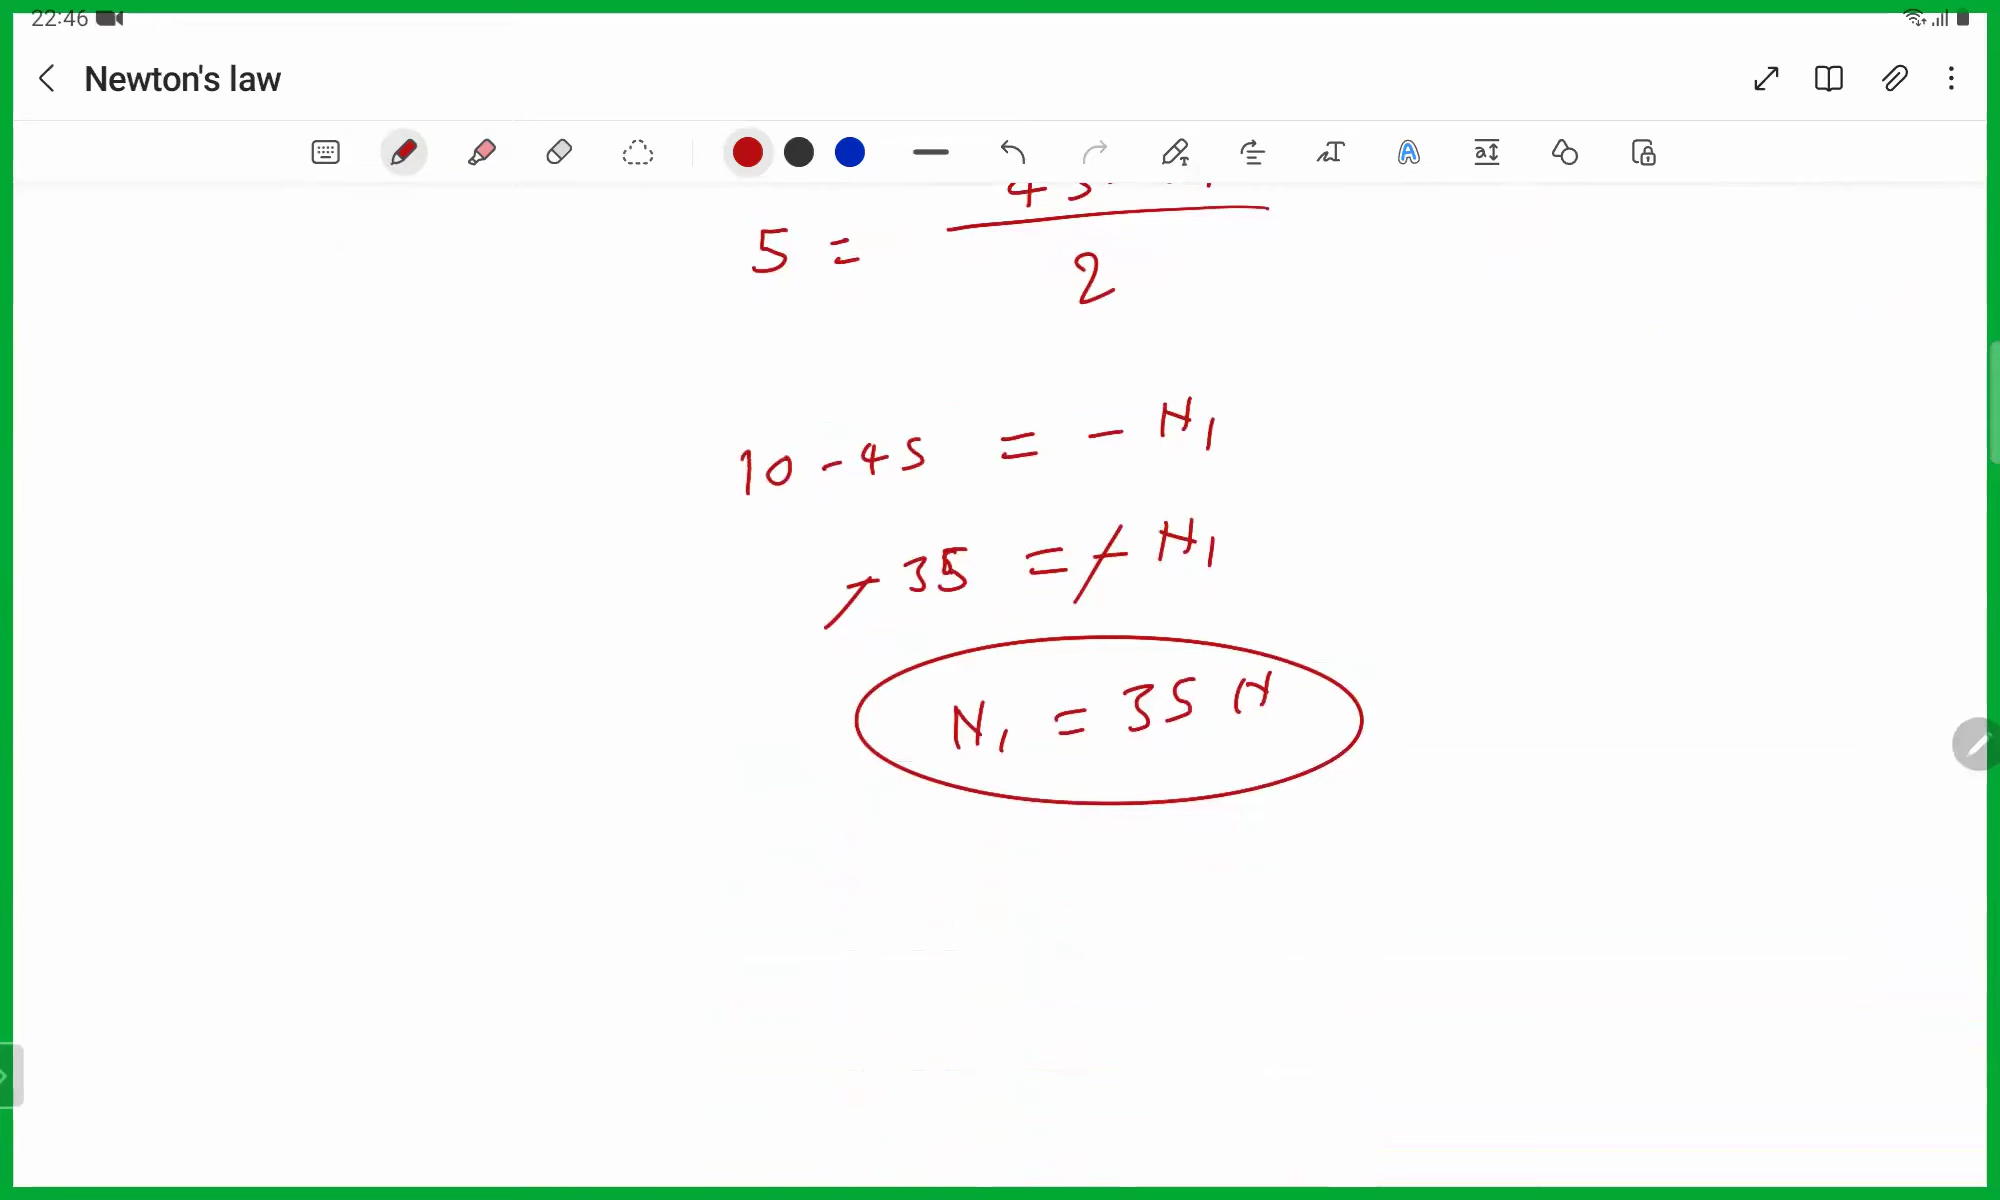 22:46
Newton's law
5 =
2
10 - 45 = - N1
- 35 = - N1
N1 = 35 N